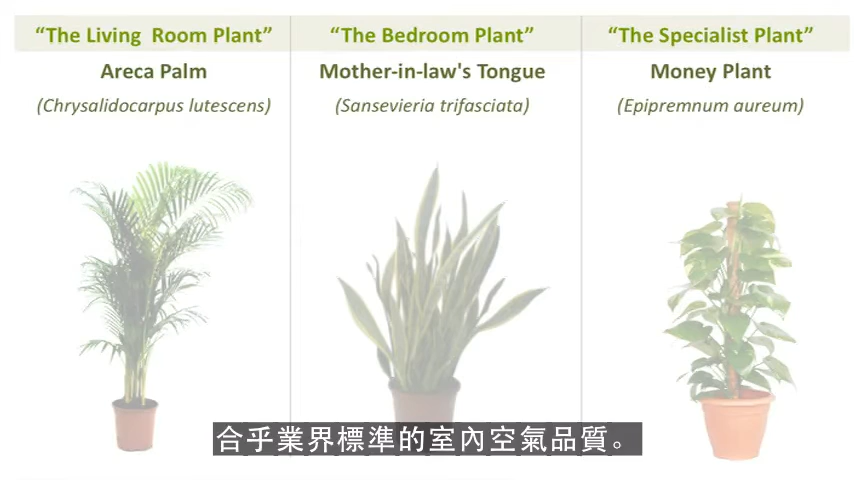 “The Living Room Plant”
Areca Palm
(Chrysalidocarpus lutescens)
“The Bedroom Plant”
Mother-in-law's Tongue
(Sansevieria trifasciata)
“The Specialist Plant”
Money Plant
(Epipremnum aureum)
合乎業界標準的室內空氣品質。